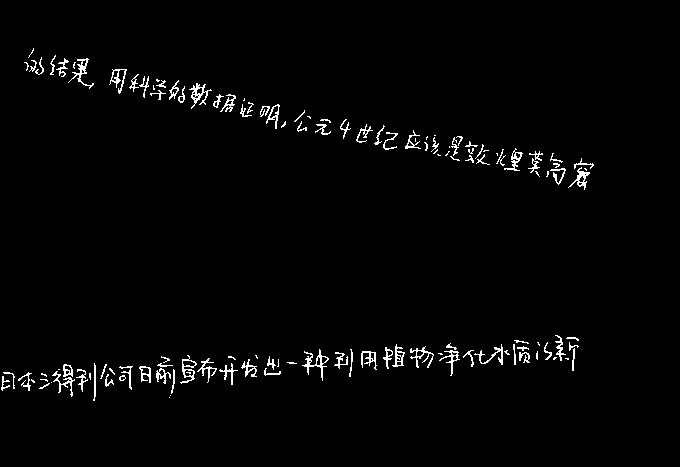 的结果,用科学的数据证明,公元4世纪应该是敦煌莫高窟
日本三得利公司日前宣布开发出一种利用植物净化水质的新